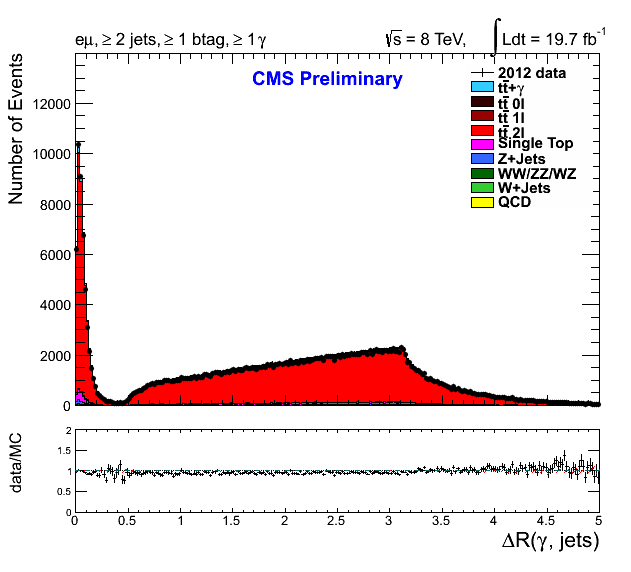 eμ, ≥ 2 jets, ≥ 1 btag, ≥ 1 γ
√s = 8 TeV, ∫ Ldt = 19.7 fb⁻¹
CMS Preliminary
2012 data
tt̄+γ
tt̄ 0l
tt̄ 1l
tt̄ 2l
Single Top
Z+Jets
WW/ZZ/WZ
W+Jets
QCD
Number of Events
12000
10000
8000
6000
4000
2000
0
data/MC
2
1.5
1
0.5
0
0 0.5 1 1.5 2 2.5 3 3.5 4 4.5 5
ΔR(γ, jets)